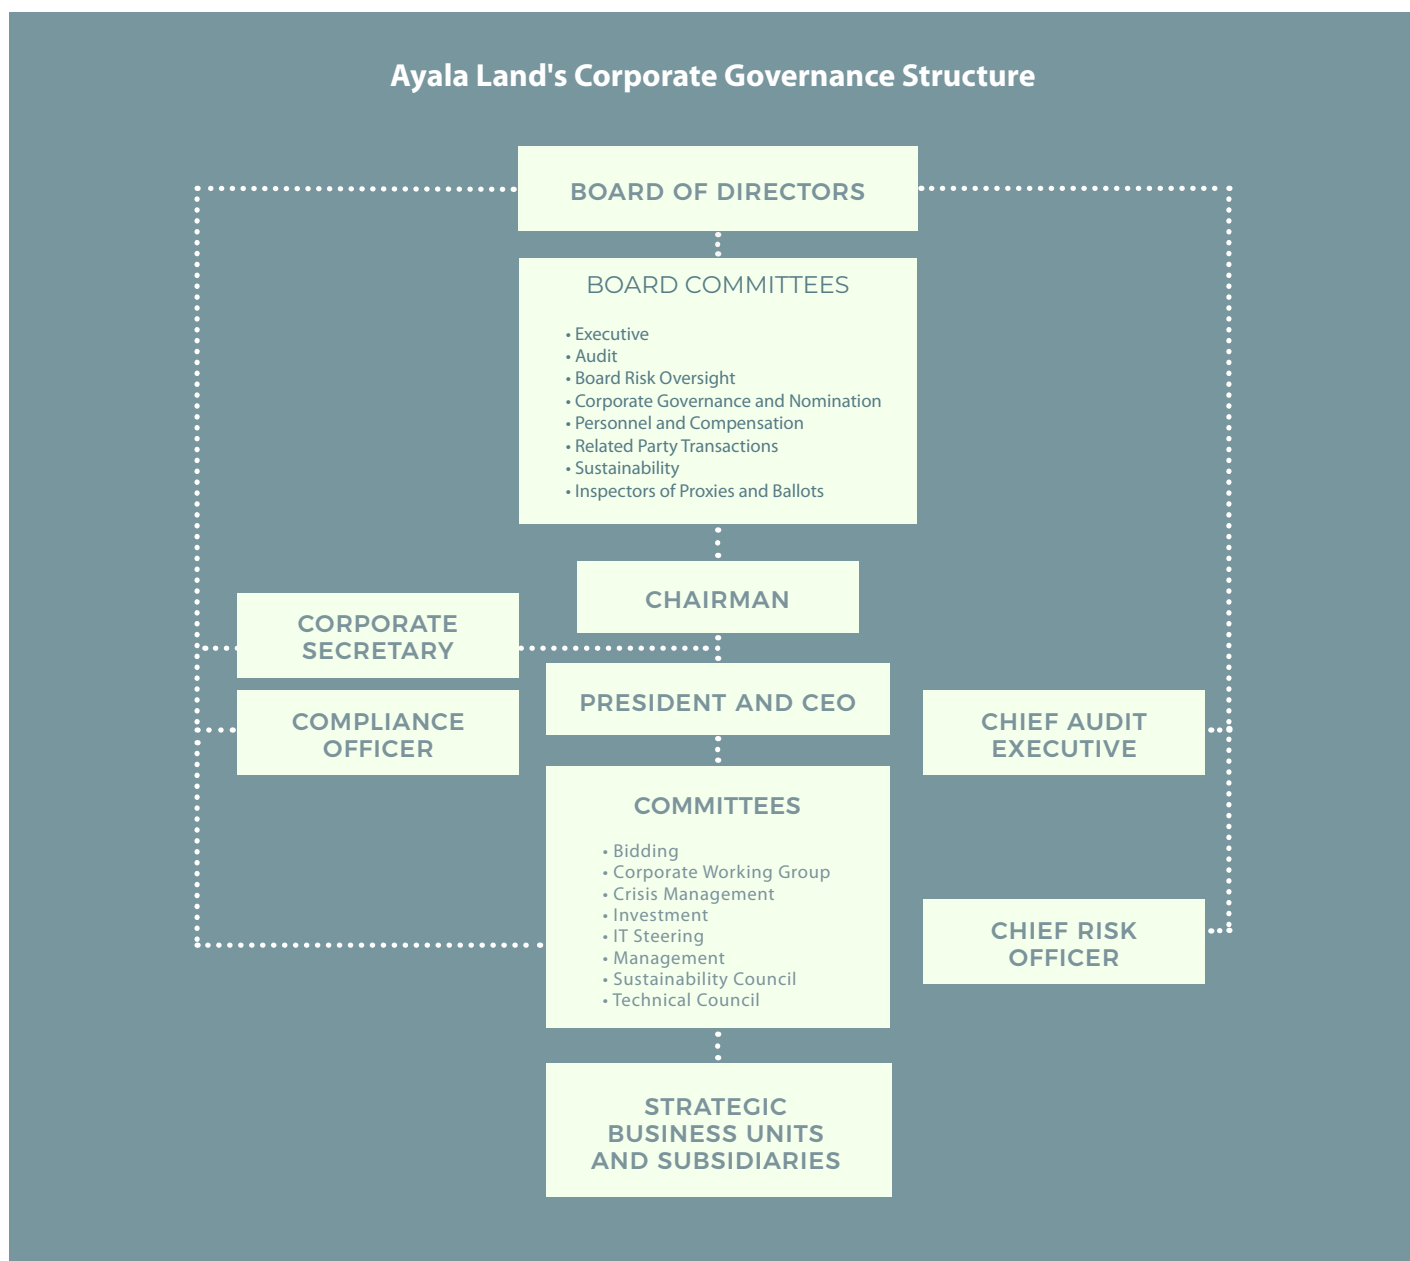 Ayala Land's Corporate Governance Structure
BOARD OF DIRECTORS
BOARD COMMITTEES
• Executive
• Audit
• Board Risk Oversight
• Corporate Governance and Nomination
• Personnel and Compensation
• Related Party Transactions
• Sustainability
• Inspectors of Proxies and Ballots
CHAIRMAN
CORPORATE
SECRETARY
PRESIDENT AND CEO
COMPLIANCE
OFFICER
CHIEF AUDIT
EXECUTIVE
COMMITTEES
• Bidding
• Corporate Working Group
• Crisis Management
• Investment
• IT Steering
• Management
• Sustainability Council
• Technical Council
CHIEF RISK
OFFICER
STRATEGIC
BUSINESS UNITS
AND SUBSIDIARIES